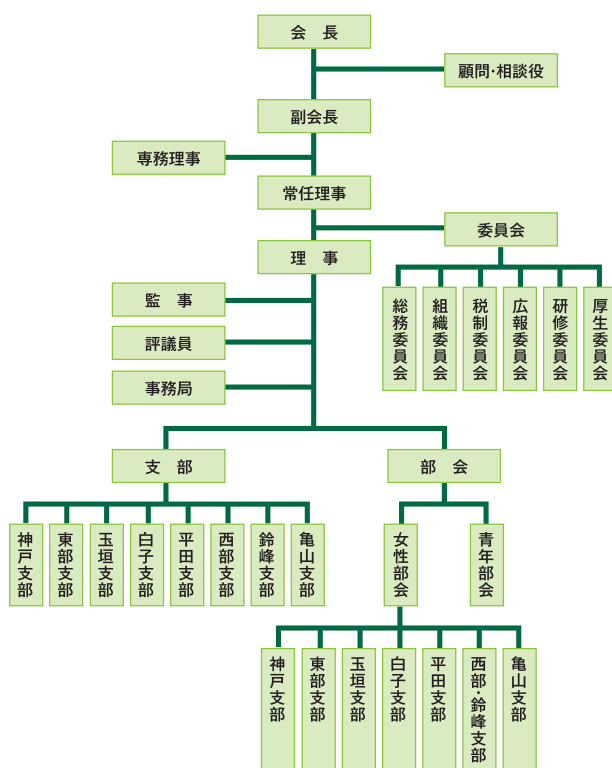 会　長
顧問・相談役
副会長
専務理事
常任理事
委員会
理　事
総務委員会
組織委員会
税制委員会
広報委員会
研修委員会
厚生委員会
監　事
評議員
事務局
支　部
部　会
神戸支部
東部支部
玉垣支部
白子支部
平田支部
西部支部
鈴峰支部
亀山支部
女性部会
青年部会
神戸支部
東部支部
玉垣支部
白子支部
平田支部
西部・鈴峰支部
亀山支部